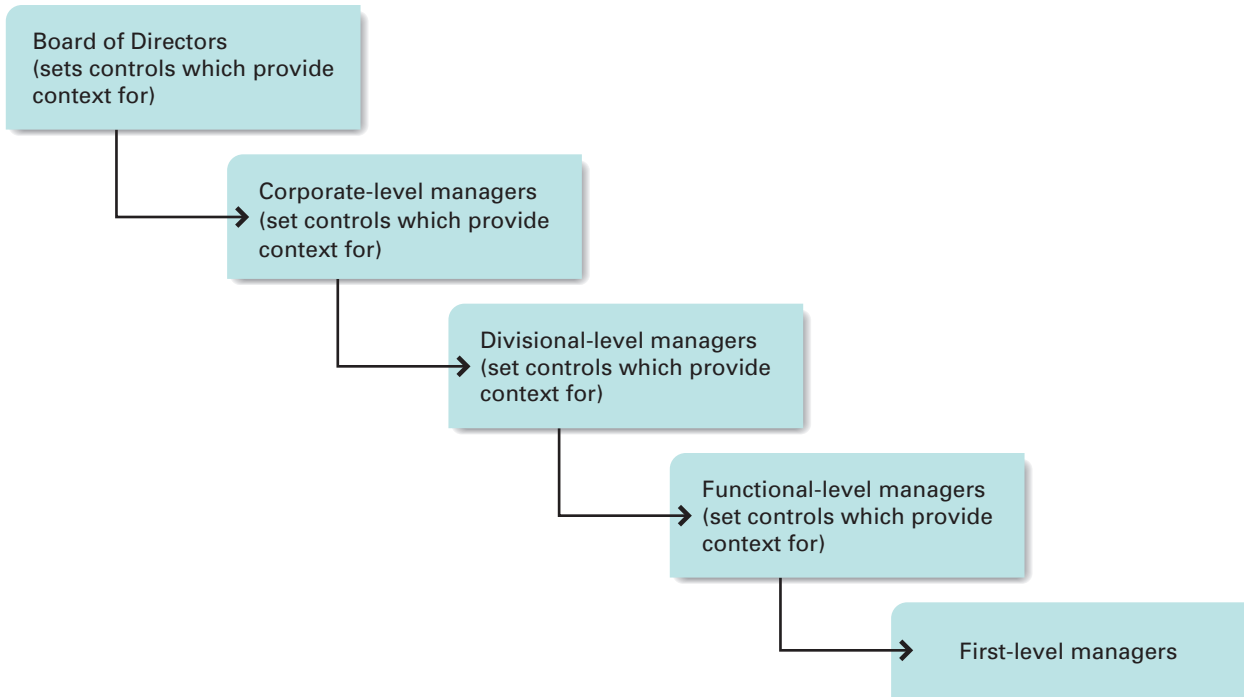 Board of Directors
(sets controls which provide
context for)
Corporate-level managers
(set controls which provide
context for)
Divisional-level managers
(set controls which provide
context for)
Functional-level managers
(set controls which provide
context for)
First-level managers